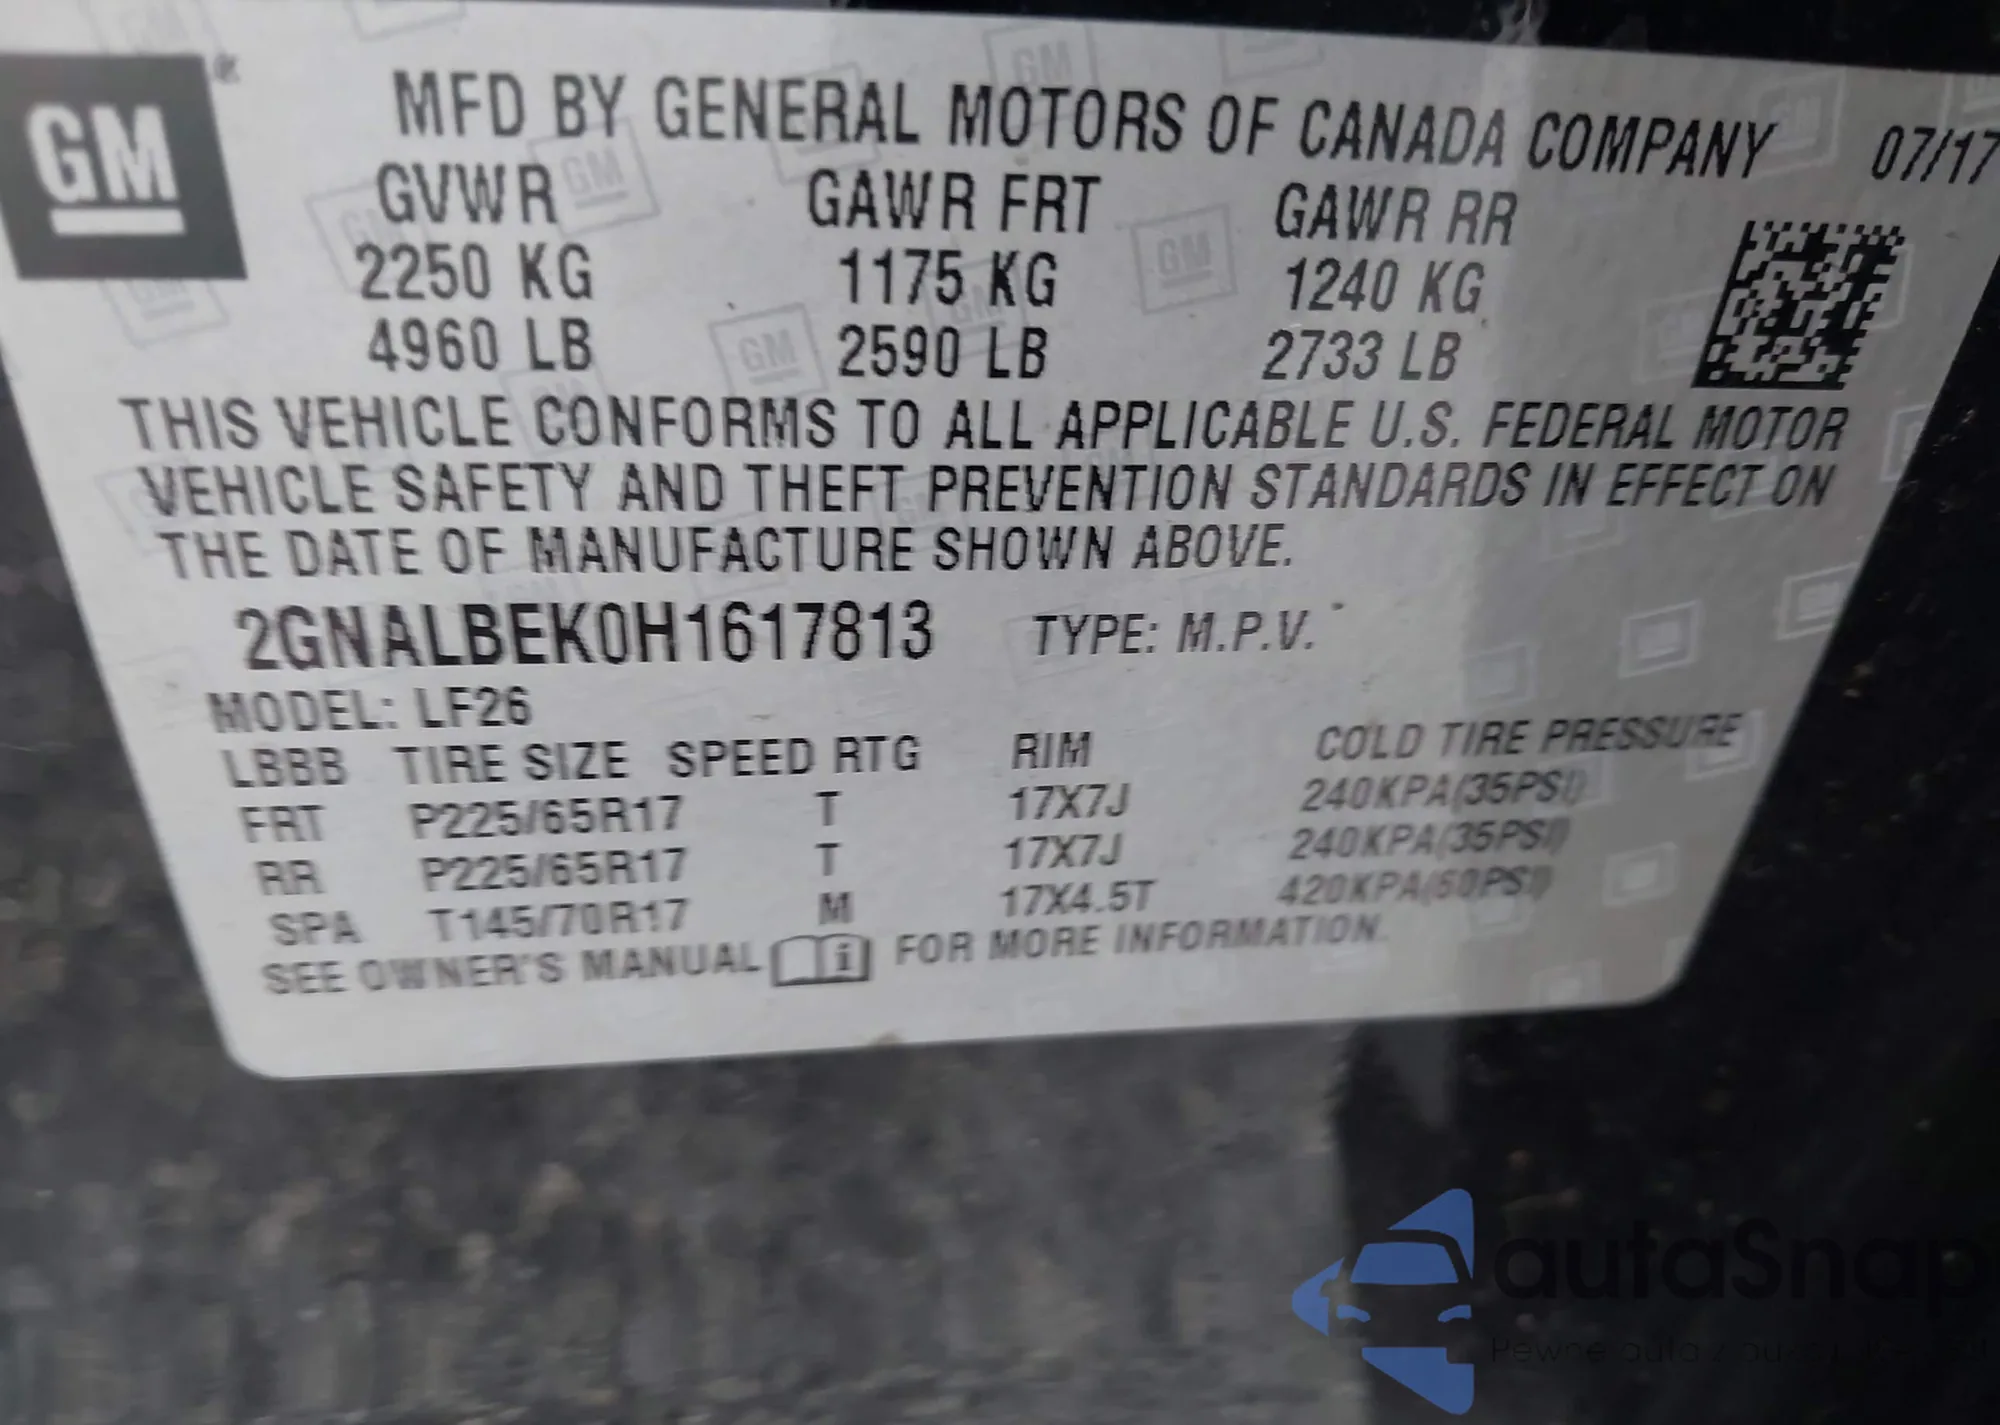 GM
MFD BY GENERAL MOTORS OF CANADA COMPANY 07/17
GVWR GAWR FRT GAWR RR
2250 KG 1175 KG 1240 KG
4960 LB 2590 LB 2733 LB
THIS VEHICLE CONFORMS TO ALL APPLICABLE U.S. FEDERAL MOTOR
VEHICLE SAFETY AND THEFT PREVENTION STANDARDS IN EFFECT ON
THE DATE OF MANUFACTURE SHOWN ABOVE.
2GNALBEK0H1617813 TYPE: M.P.V.
MODEL: LF26
LBBB TIRE SIZE SPEED RTG RIM COLD TIRE PRESSURE
FRT P225/65R17 T 17X7J 240KPA(35PSI)
RR P225/65R17 T 17X7J 240KPA(35PSI)
SPA T145/70R17 M 17X4.5T 420KPA(60PSI)
SEE OWNER'S MANUAL i FOR MORE INFORMATION.
autaSnap
Pewne auta z